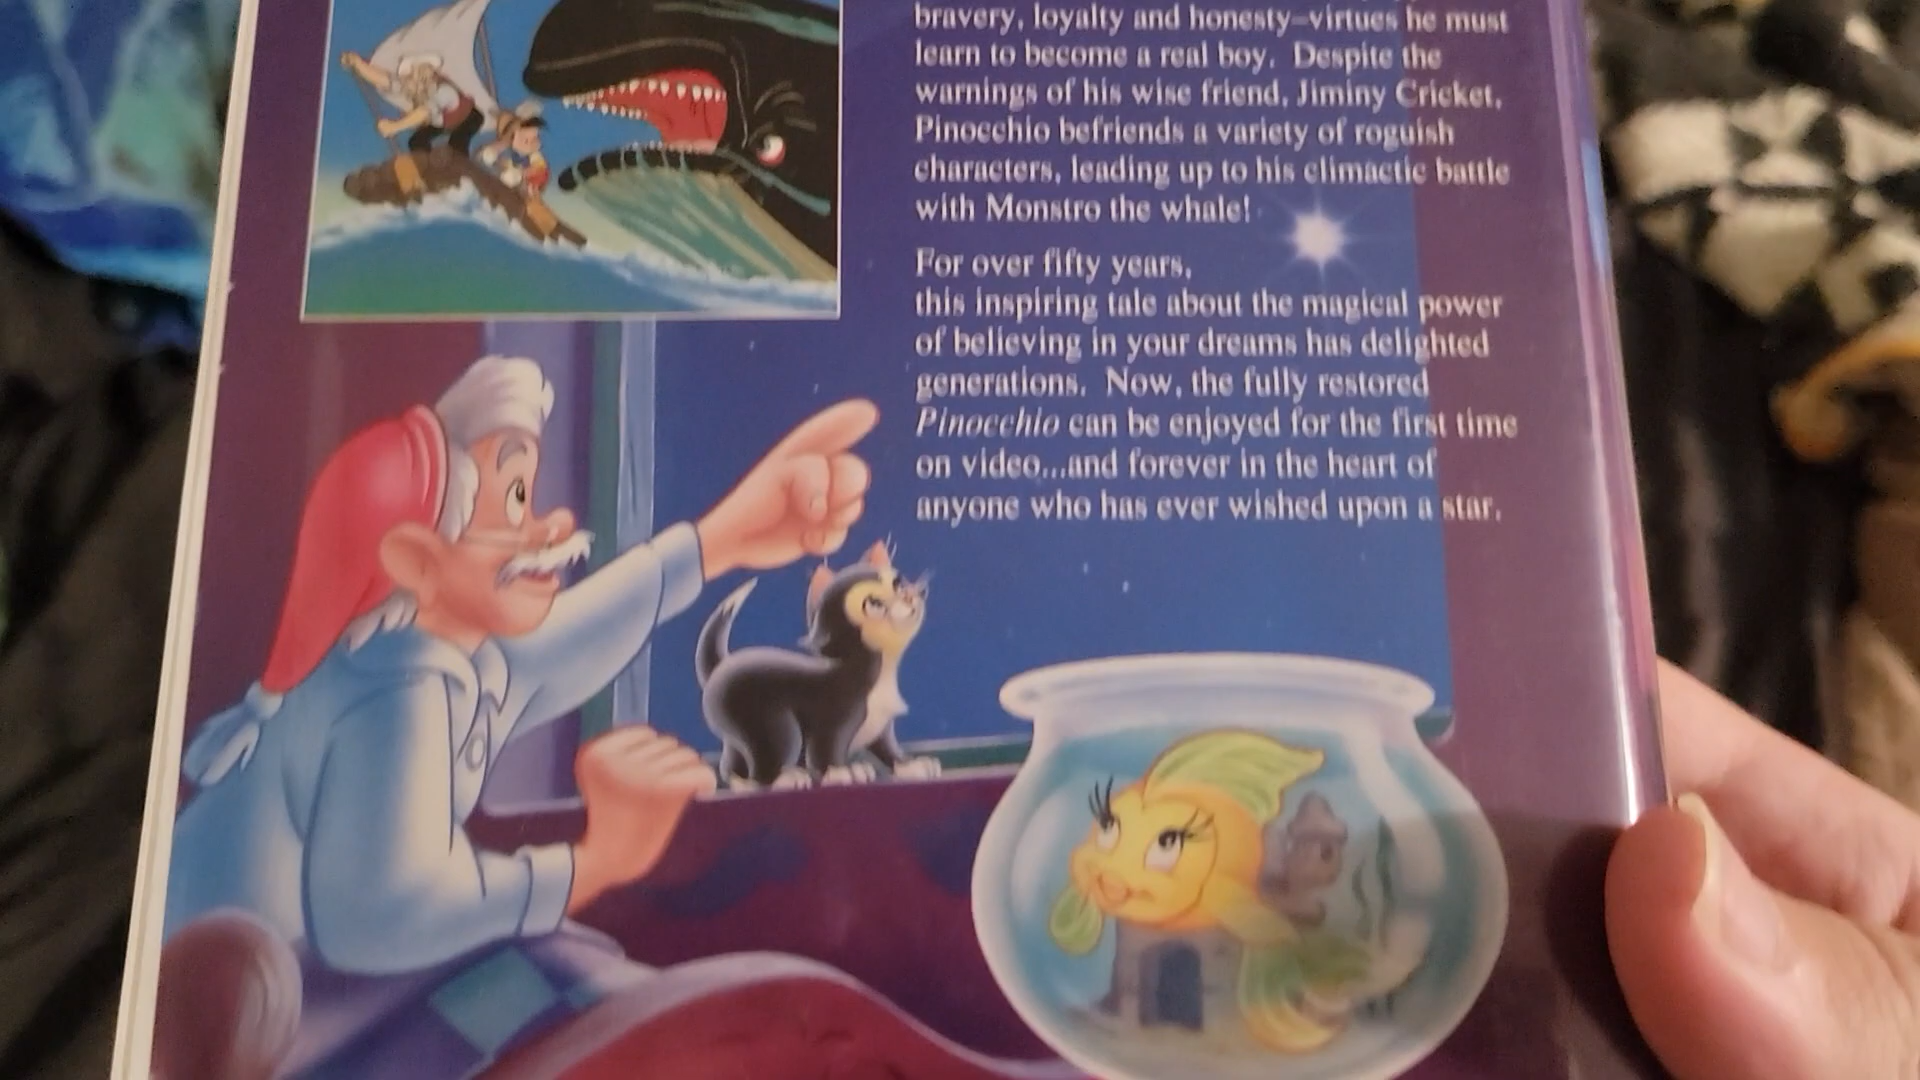 bravery, loyalty and honesty–virtues he must
learn to become a real boy. Despite the
warnings of his wise friend, Jiminy Cricket,
Pinocchio befriends a variety of roguish
characters, leading up to his climactic battle
with Monstro the whale!
For over fifty years,
this inspiring tale about the magical power
of believing in your dreams has delighted
generations. Now, the fully restored
Pinocchio can be enjoyed for the first time
on video...and forever in the heart of
anyone who has ever wished upon a star.